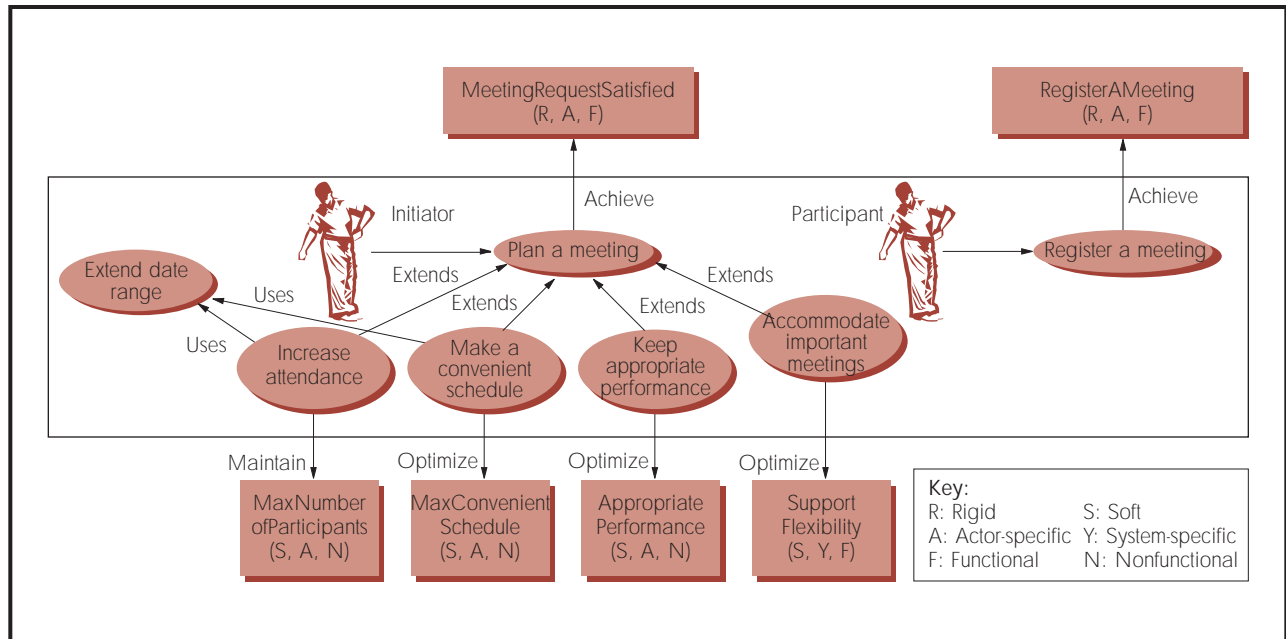 MeetingRequestSatisfied
(R, A, F)
RegisterAMeeting
(R, A, F)
Achieve
Achieve
Initiator
Participant
Plan a meeting
Register a meeting
Extend date
range
Uses
Extends
Extends
Extends
Extends
Uses
Increase
attendance
Make a
convenient
schedule
Keep
appropriate
performance
Accommodate
important
meetings
Maintain
Optimize
Optimize
Optimize
MaxNumber
ofParticipants
(S, A, N)
MaxConvenient
Schedule
(S, A, N)
Appropriate
Performance
(S, A, N)
Support
Flexibility
(S, Y, F)
Key:
R: Rigid S: Soft
A: Actor-specific Y: System-specific
F: Functional N: Nonfunctional